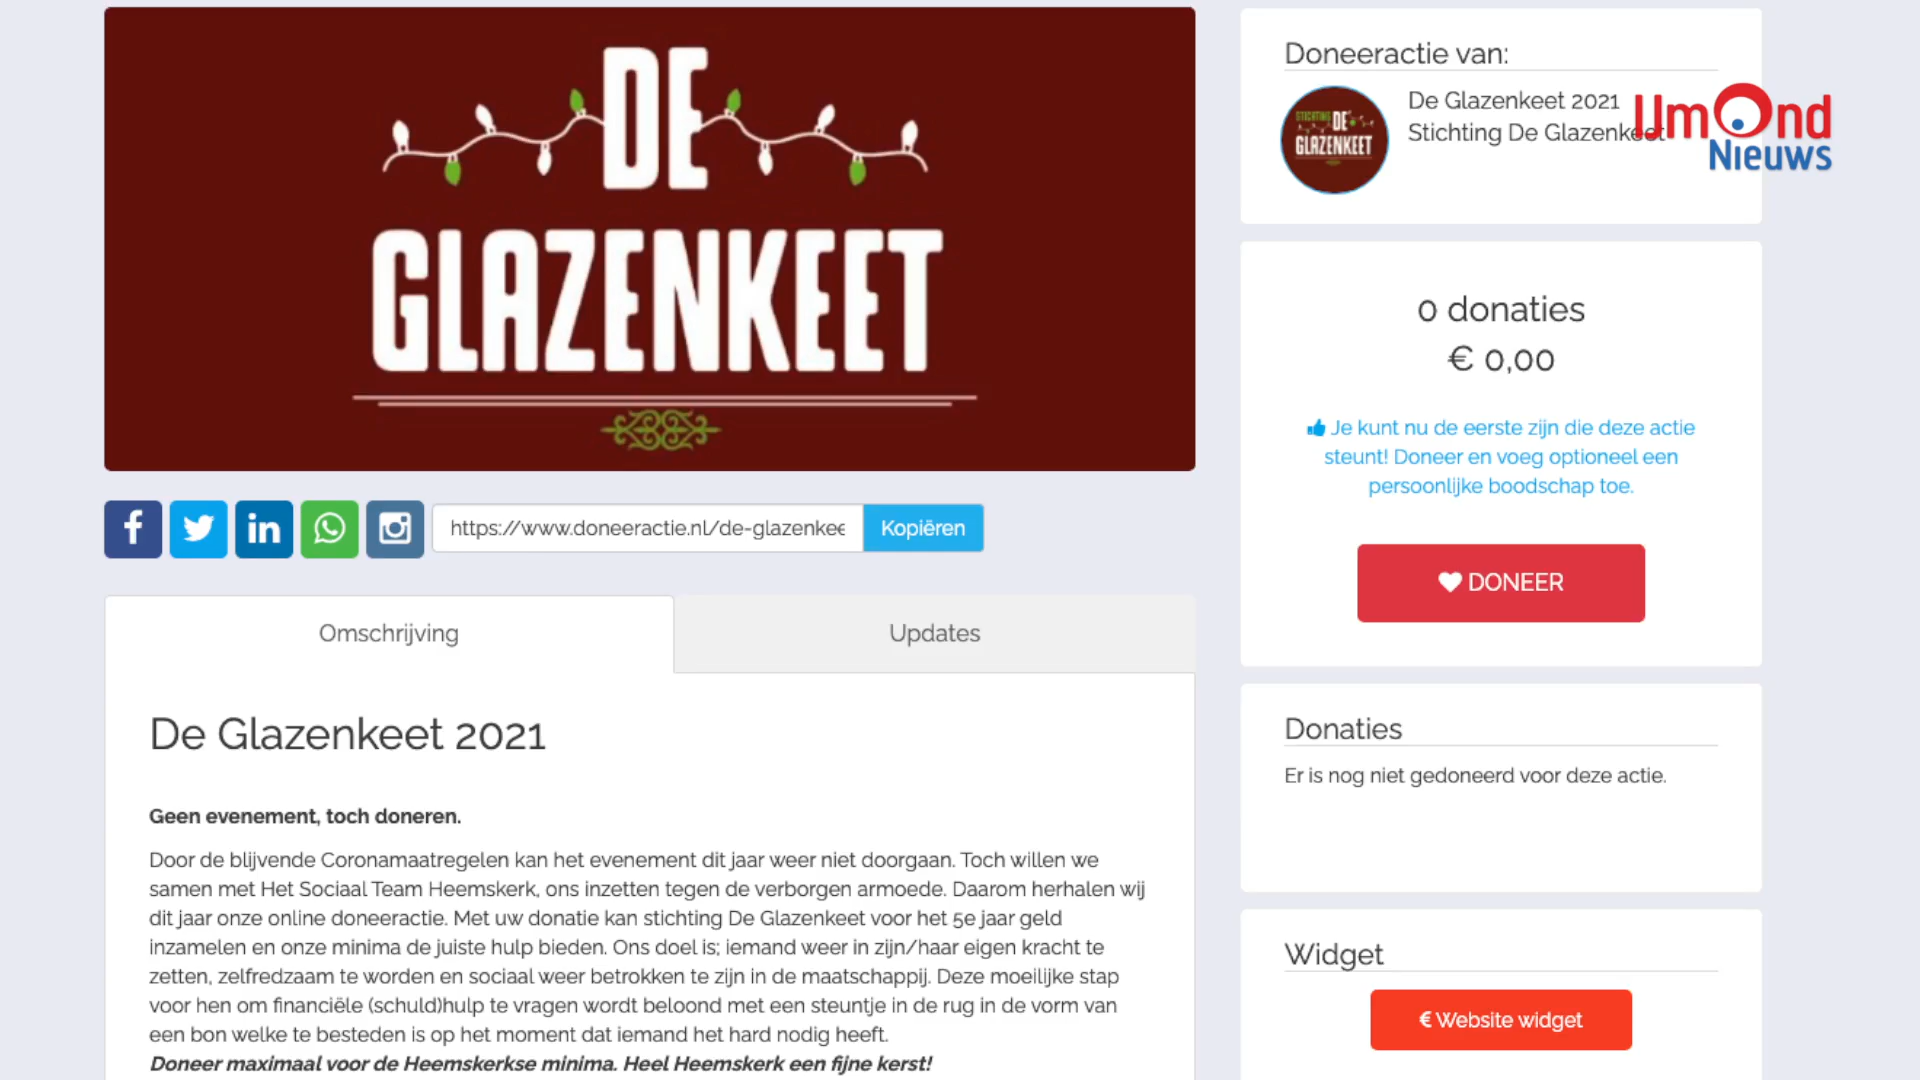 DE
GLAZENKEET
https://www.doneeractie.nl/de-glazenkee
Kopiëren
Omschrijving
Updates
De Glazenkeet 2021
Geen evenement, toch doneren.
Door de blijvende Coronamaatregelen kan het evenement dit jaar weer niet doorgaan. Toch willen we
samen met Het Sociaal Team Heemskerk, ons inzetten tegen de verborgen armoede. Daarom herhalen wij
dit jaar onze online doneeractie. Met uw donatie kan stichting De Glazenkeet voor het 5e jaar geld
inzamelen en onze minima de juiste hulp bieden. Ons doel is; iemand weer in zijn/haar eigen kracht te
zetten, zelfredzaam te worden en sociaal weer betrokken te zijn in de maatschappij. Deze moeilijke stap
voor hen om financiële (schuld)hulp te vragen wordt beloond met een steuntje in de rug in de vorm van
een bon welke te besteden is op het moment dat iemand het hard nodig heeft.
Doneer maximaal voor de Heemskerkse minima. Heel Heemskerk een fijne kerst!
Doneeractie van:
STICHTING DE
GLAZENKEET
De Glazenkeet 2021
Stichting De Glazenkeet
IJmOnd
Nieuws
0 donaties
€ 0,00
Je kunt nu de eerste zijn die deze actie
steunt! Doneer en voeg optioneel een
persoonlijke boodschap toe.
DONEER
Donaties
Er is nog niet gedoneerd voor deze actie.
Widget
€ Website widget